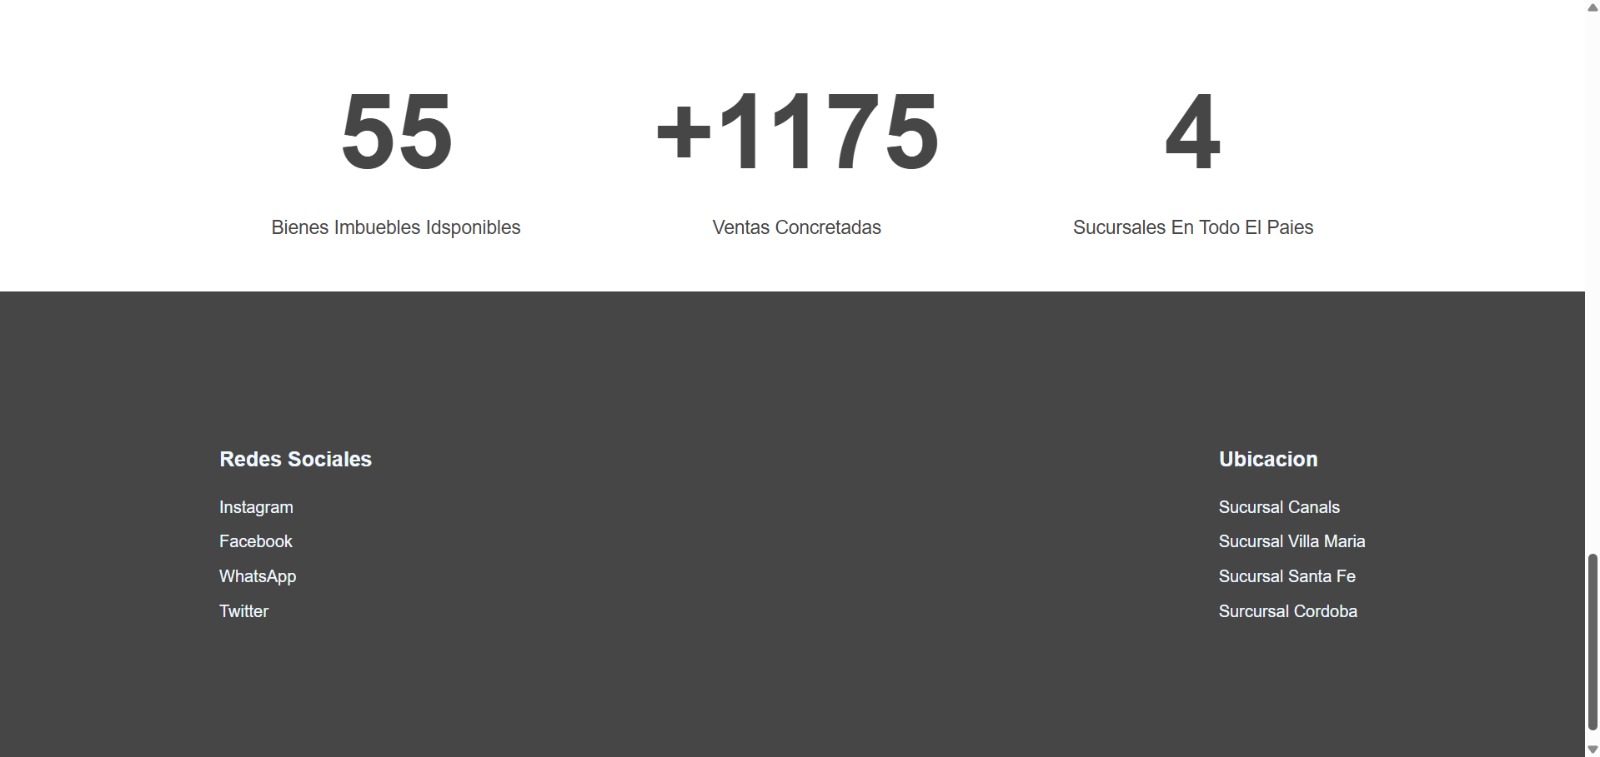 55
+1175
4
Bienes Imbuebles Idsponibles
Ventas Concretadas
Sucursales En Todo El Paies
Redes Sociales
Instagram
Facebook
WhatsApp
Twitter
Ubicacion
Sucursal Canals
Sucursal Villa Maria
Sucursal Santa Fe
Surcursal Cordoba